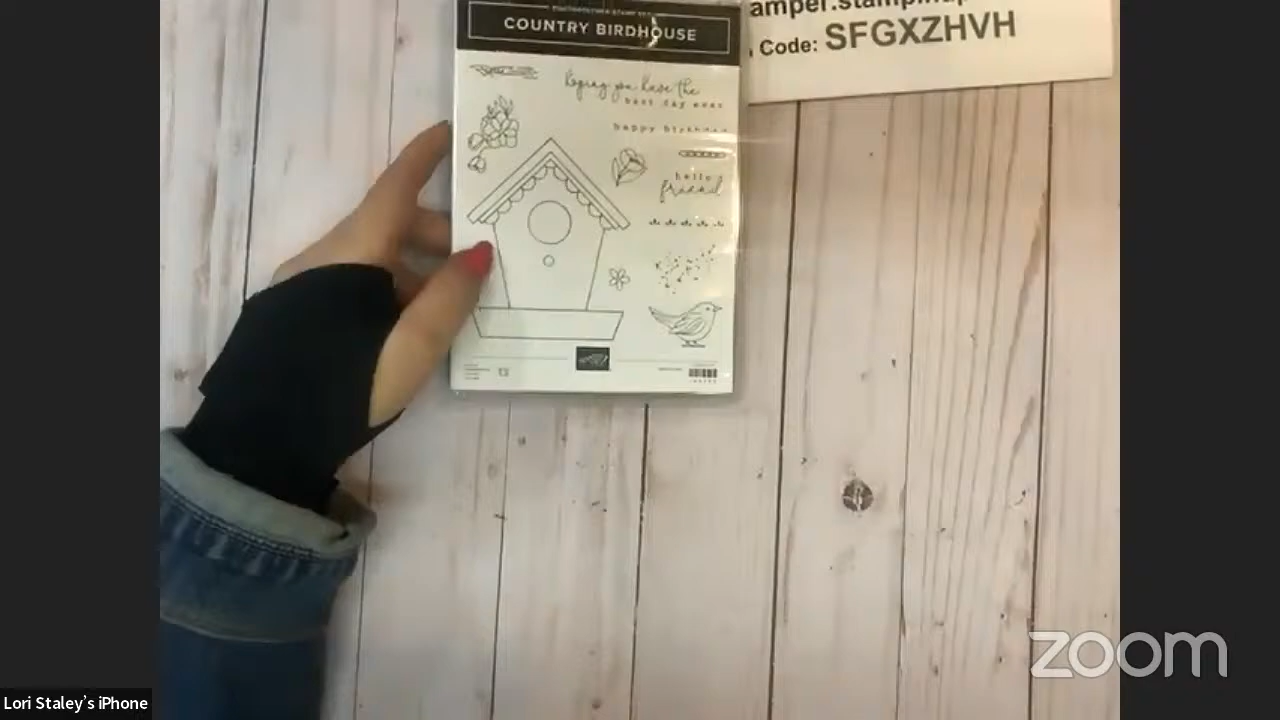 COUNTRY BIRDHOUSE
amper.stampinup
Code: SFGXZHVH
hoping you have the
best day ever
happy birthday
hello
friend
zoom
Lori Staley's iPhone